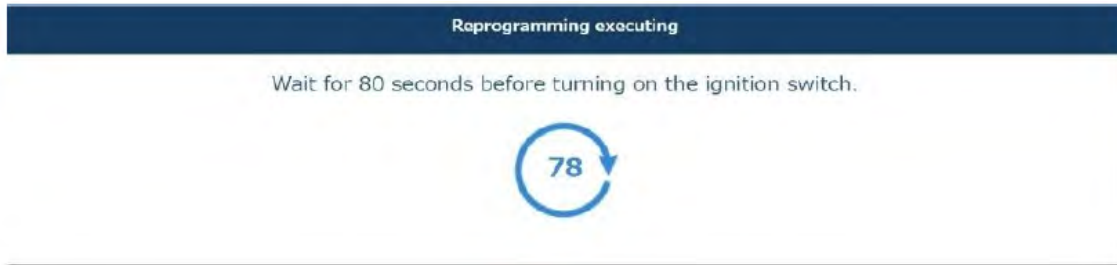 Reprogramming executing
Wait for 80 seconds before turning on the ignition switch.
78